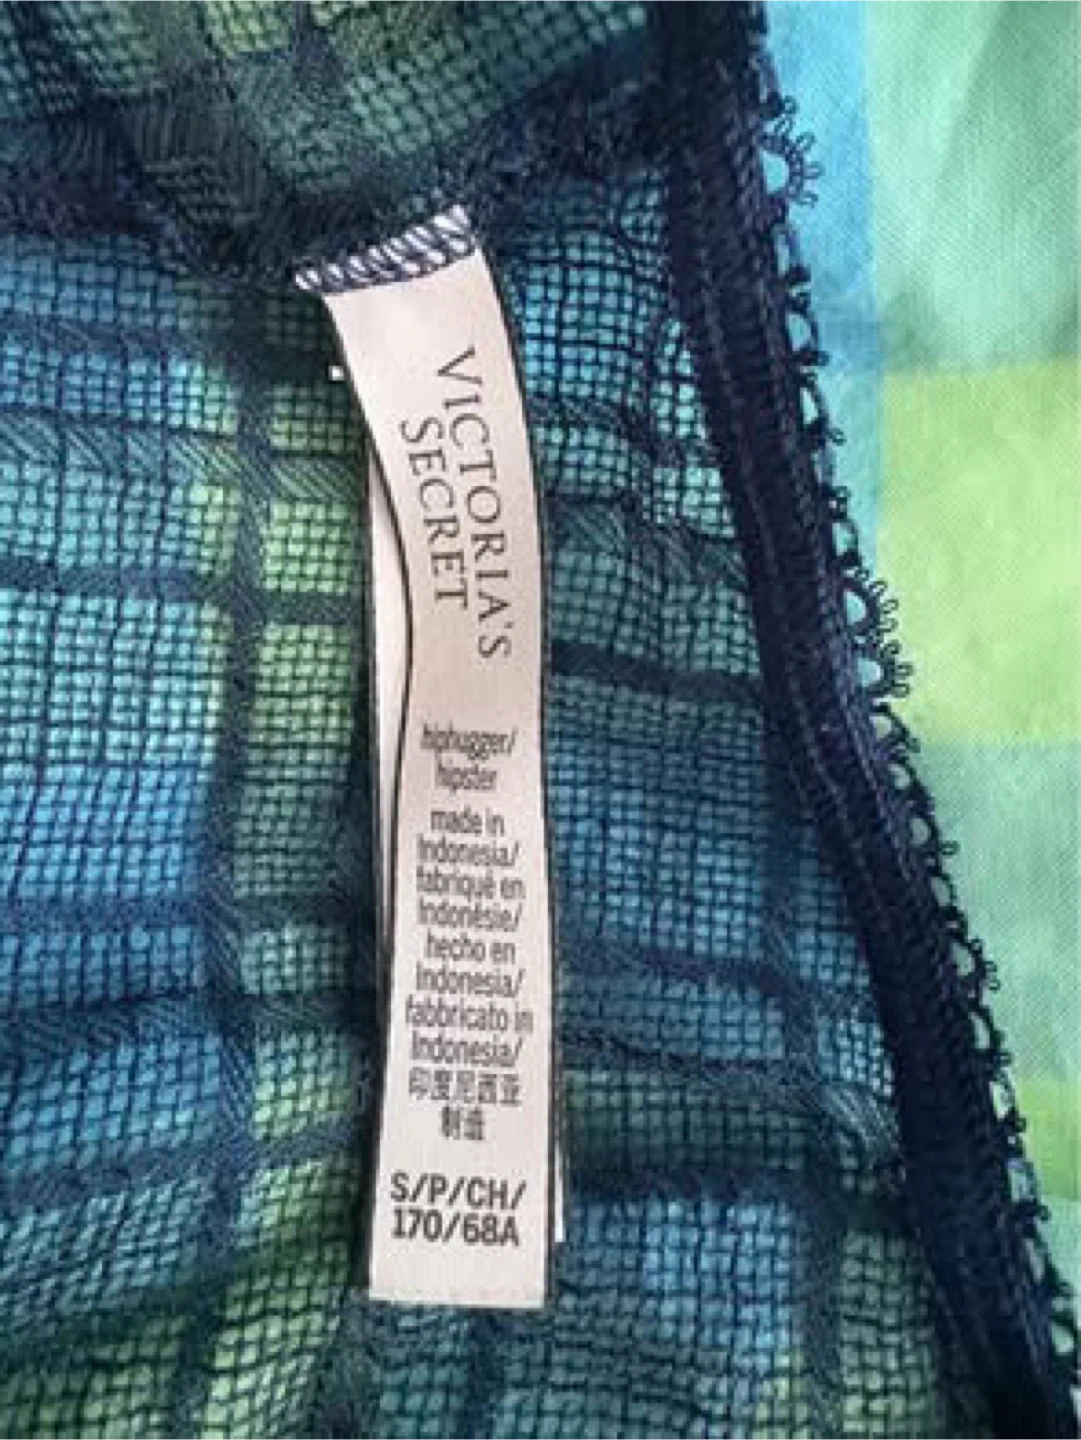 VICTORIA'S
SECRET
hiphugger/
hipster
made in
Indonesia/
fabriqué en
Indonésie/
hecho en
Indonesia/
fabbricato in
Indonesia/
印度尼西亚
制造
S/P/CH/
170/68A